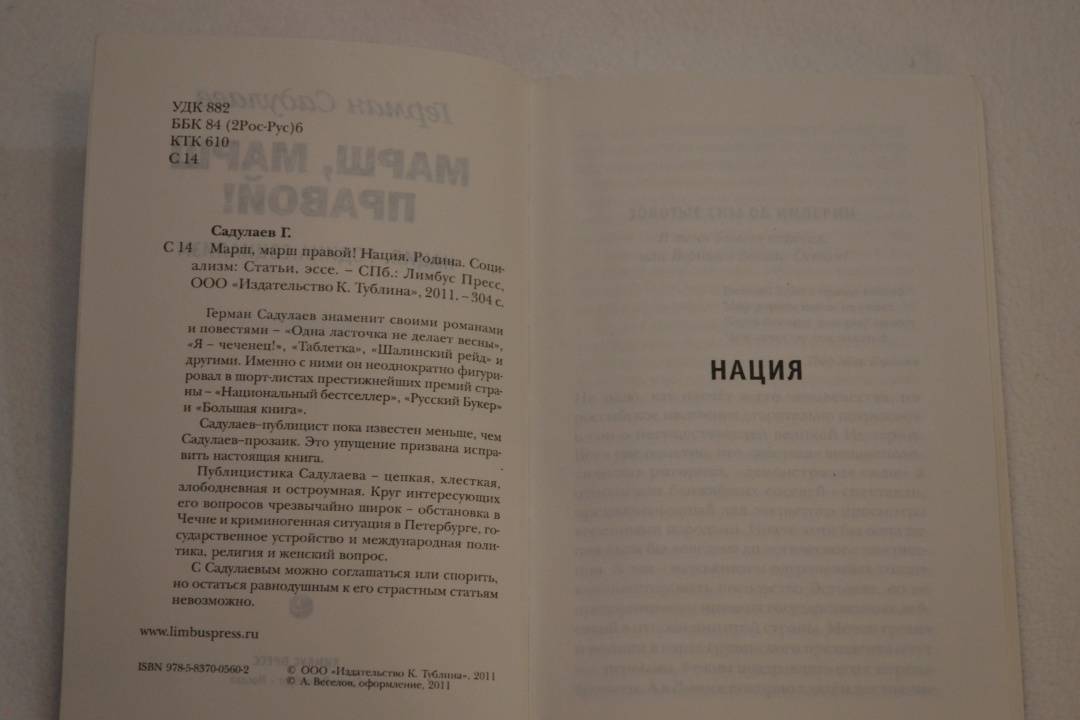 УДК 882
ББК 84 (2Рос-Рус)6
КТК 610
С 14
Садулаев Г.
С 14 Марш, марш правой! Нация. Родина. Соци-
ализм: Статьи, эссе. – СПб.: Лимбус Пресс,
ООО «Издательство К. Тублина», 2011. – 304 с.
Герман Садулаев знаменит своими романами
и повестями – «Одна ласточка не делает весны»,
«Я – чеченец!», «Таблетка», «Шалинский рейд» и
другими. Именно с ними он неоднократно фигури-
ровал в шорт-листах престижнейших премий стра-
ны – «Национальный бестселлер», «Русский Букер»
и «Большая книга».
Садулаев–публицист пока известен меньше, чем
Садулаев–прозаик. Это упущение призвана испра-
вить настоящая книга.
Публицистика Садулаева – цепкая, хлесткая,
злободневная и остроумная. Круг интересующих
его вопросов чрезвычайно широк – обстановка в
Чечне и криминогенная ситуация в Петербурге, го-
сударственное устройство и международная поли-
тика, религия и женский вопрос.
С Садулаевым можно соглашаться или спорить,
но остаться равнодушным к его страстным статьям
невозможно.
www.limbuspress.ru
ISBN 978-5-8370-0560-2
© ООО «Издательство К. Тублина», 2011
© А. Веселов, оформление, 2011
НАЦИЯ